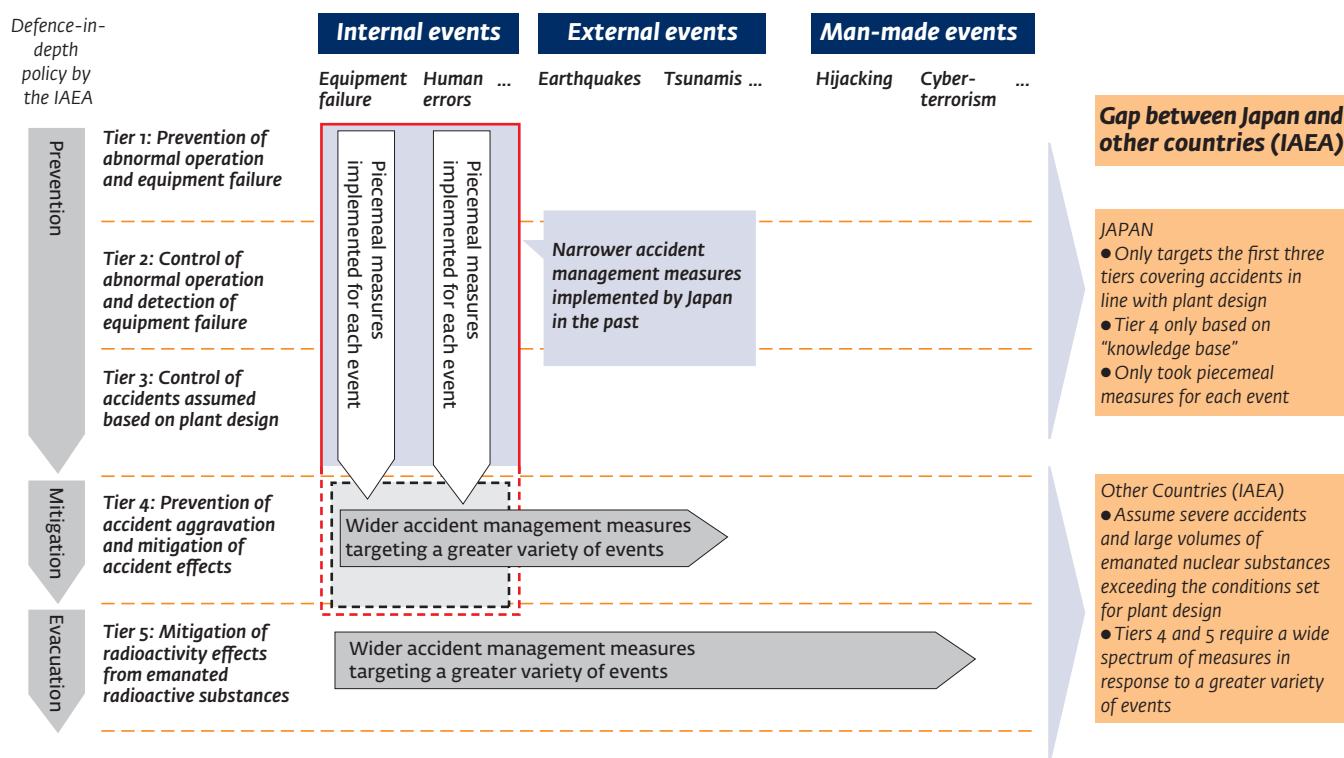 Defence-in-
depth
policy by
the IAEA
Internal events
External events
Man-made events
Equipment
failure
Human
errors
...
Earthquakes
Tsunamis ...
Hijacking
Cyber-
terrorism
...
Gap between Japan and
other countries (IAEA)
Prevention
Tier 1: Prevention of
abnormal operation
and equipment failure
Tier 2: Control of
abnormal operation
and detection of
equipment failure
Tier 3: Control of
accidents assumed
based on plant design
Piecemeal measures
implemented for each event
Piecemeal measures
implemented for each event
Narrower accident
management measures
implemented by Japan
in the past
JAPAN
● Only targets the first three
tiers covering accidents in
line with plant design
● Tier 4 only based on
“knowledge base”
● Only took piecemeal
measures for each event
Mitigation
Tier 4: Prevention of
accident aggravation
and mitigation of
accident effects
Wider accident management measures
targeting a greater variety of events
Evacuation
Tier 5: Mitigation of
radioactivity effects
from emanated
radioactive substances
Wider accident management measures
targeting a greater variety of events
Other Countries (IAEA)
● Assume severe accidents
and large volumes of
emanated nuclear substances
exceeding the conditions set
for plant design
● Tiers 4 and 5 require a wide
spectrum of measures in
response to a greater variety
of events